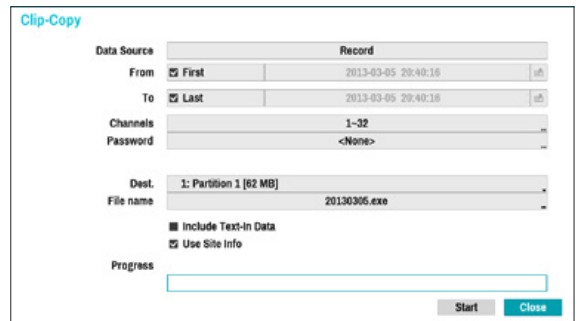 Clip-Copy
Data Source Record
From First 2013-03-05 20:40:16
To Last 2013-03-05 20:40:16
Channels 1~32 ...
Password <None> ...
Dest. 1: Partition 1 [62 MB]
File name 20130305.exe
Include Text-In Data
Use Site Info
Progress
Start Close